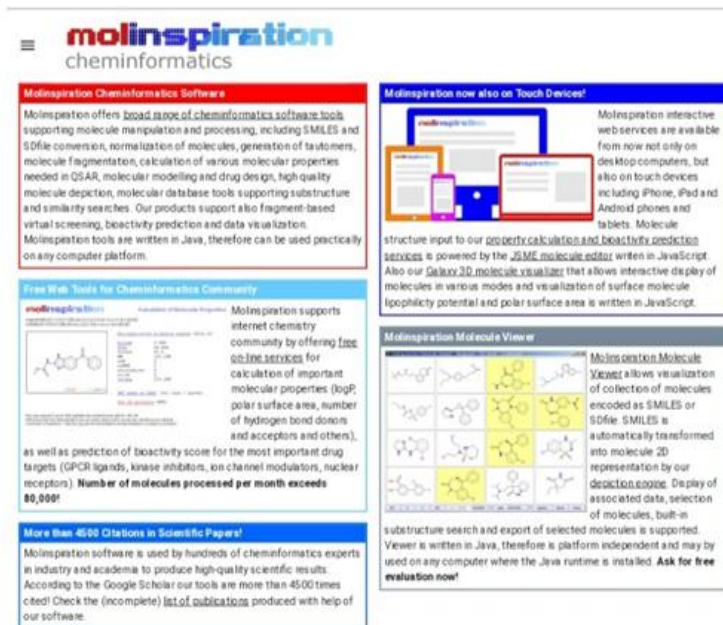 molinspiration
cheminformatics
Molinspiration Cheminformatics Software
Molinspiration offers broad range of cheminformatics software tools
supporting molecule manipulation and processing, including SMILES and
SDfile conversion, normalization of molecules, generation of tautomers,
molecule fragmentation, calculation of various molecular properties
needed in QSAR, molecular modelling and drug design, high quality
molecule depiction, molecular database tools supporting substructure
and similarity searches. Our products support also fragment-based
virtual screening, bioactivity prediction and data visualization.
Molinspiration tools are written in Java, therefore can be used practically
on any computer platform.
Free Web Tools for Cheminformatics Community
molinspiration
Calculation of Molecular Properties
Molinspiration supports
internet chemistry
community by offering free
on-line services for
calculation of important
molecular properties (logP,
polar surface area, number
of hydrogen bond donors
and acceptors and others),
as well as prediction of bioactivity score for the most important drug
targets (GPCR ligands, kinase inhibitors, ion channel modulators, nuclear
receptors). Number of molecules processed per month exceeds
80,000!
More than 4500 Citations in Scientific Papers!
Molinspiration software is used by hundreds of cheminformatics experts
in industry and academia to produce high-quality scientific results.
According to the Google Scholar our tools are more than 4500 times
cited! Check the (incomplete) list of publications produced with help of
our software.
Molinspiration now also on Touch Devices!
molinspiration
molinspiration
molinspiration
Molinspiration interactive
web services are available
from now not only on
desktop computers, but
also on touch devices
including iPhone, iPad and
Android phones and
tablets. Molecule
structure input to our property calculation and bioactivity prediction
services is powered by the JSME molecule editor writen in JavaScript.
Also our Galaxy 3D molecule visualizer that allows interactive display of
molecules in various modes and visualization of surface molecule
lipophilicty potential and polar surface area is written in JavaScript.
Molinspiration Molecule Viewer
Molinspiration Molecule
Viewer allows visualization
of collection of molecules
encoded as SMILES or
SDfile. SMILES is
automatically transformed
into molecule 2D
representation by our
depiction engine. Display of
associated data, selection
of molecules, built-in
substructure search and export of selected molecules is supported.
Viewer is written in Java, therefore is platform independent and may by
used on any computer where the Java runtime is installed. Ask for free
evaluation now!